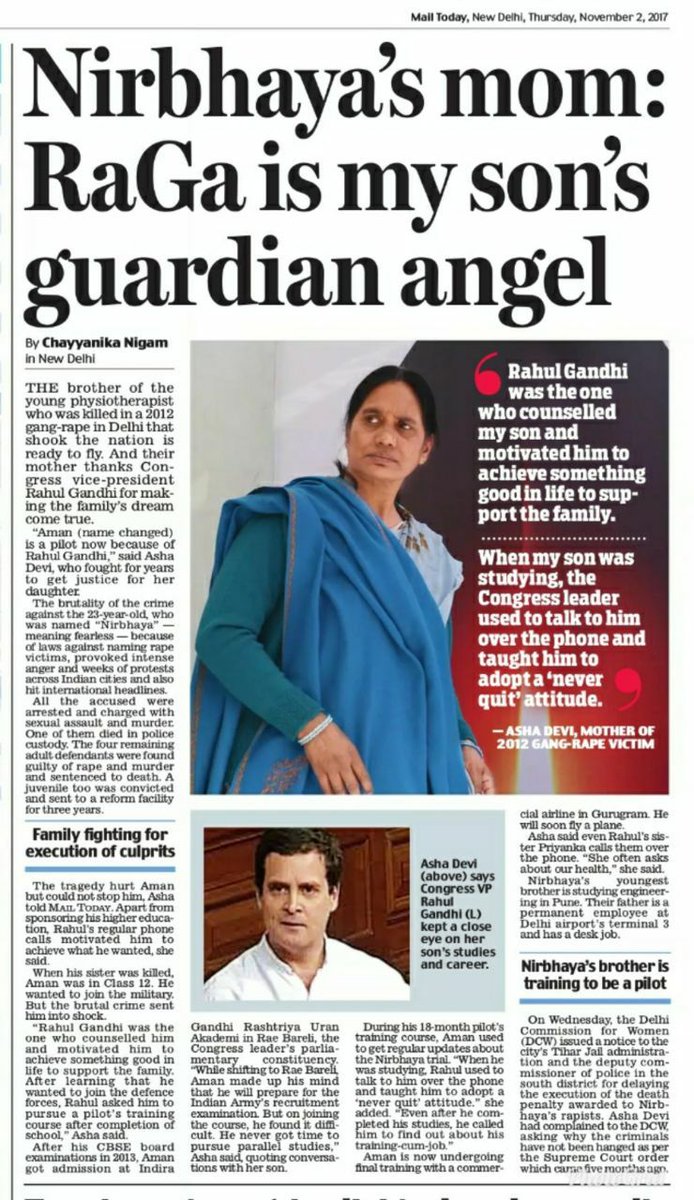 Mail Today, New Delhi, Thursday, November 2, 2017
Nirbhaya's mom:
RaGa is my son's
guardian angel
By Chayyanika Nigam
in New Delhi
THE brother of the
young physiotherapist
who was killed in a 2012
gang-rape in Delhi that
shook the nation is
ready to fly. And their
mother thanks Con-
gress vice-president
Rahul Gandhi for mak-
ing the family's dream
come true.
“Aman (name changed)
is a pilot now because of
Rahul Gandhi,” said Asha
Devi, who fought for years
to get justice for her
daughter.
The brutality of the crime
against the 23-year-old, who
was named “Nirbhaya” —
meaning fearless — because
of laws against naming rape
victims, provoked intense
anger and weeks of protests
across Indian cities and also
hit international headlines.
All the accused were
arrested and charged with
sexual assault and murder.
One of them died in police
custody. The four remaining
adult defendants were found
guilty of rape and murder
and sentenced to death. A
juvenile too was convicted
and sent to a reform facility
for three years.
Family fighting for
execution of culprits
The tragedy hurt Aman
but could not stop him, Asha
told MAIL TODAY. Apart from
sponsoring his higher educa-
tion, Rahul's regular phone
calls motivated him to
achieve what he wanted, she
said.
When his sister was killed,
Aman was in Class 12. He
wanted to join the military.
But the brutal crime sent
him into shock.
“Rahul Gandhi was the
one who counselled him
and motivated him to
achieve something good in
life to support the family.
After learning that he
wanted to join the defence
forces, Rahul asked him to
pursue a pilot's training
course after completion of
school,” Asha said.
After his CBSE board
examinations in 2013, Aman
got admission at Indira
‘Rahul Gandhi
was the one
who counselled
my son and
motivated him to
achieve something
good in life to sup-
port the family.
When my son was
studying, the
Congress leader
used to talk to him
over the phone and
taught him to
adopt a ‘never
quit’ attitude.’
— ASHA DEVI, MOTHER OF
2012 GANG-RAPE VICTIM
Asha Devi
(above) says
Congress VP
Rahul
Gandhi (L)
kept a close
eye on her
son's studies
and career.
Gandhi Rashtriya Uran
Akademi in Rae Bareli, the
Congress leader's parlia-
mentary constituency.
“While shifting to Rae Bareli,
Aman made up his mind
that he will prepare for the
Indian Army's recruitment
examination. But on joining
the course, he found it diffi-
cult. He never got time to
pursue parallel studies,”
Asha said, quoting conversa-
tions with her son.
During his 18-month pilot's
training course, Aman used
to get regular updates about
the Nirbhaya trial. “When he
was studying, Rahul used to
talk to him over the phone
and taught him to adopt a
‘never quit’ attitude.” she
added. “Even after he com-
pleted his studies, he called
him to find out about his
training-cum-job.”
Aman is now undergoing
final training with a commer-
cial airline in Gurugram. He
will soon fly a plane.
Asha said even Rahul's sis-
ter Priyanka calls them over
the phone. “She often asks
about our health,” she said.
Nirbhaya's youngest
brother is studying engineer-
ing in Pune. Their father is a
permanent employee at
Delhi airport's terminal 3
and has a desk job.
Nirbhaya's brother is
training to be a pilot
On Wednesday, the Delhi
Commission for Women
(DCW) issued a notice to the
city's Tihar Jail administra-
tion and the deputy com-
missioner of police in the
south district for delaying
the execution of the death
penalty awarded to Nirb-
haya's rapists. Asha Devi
had complained to the DCW,
asking why the criminals
have not been hanged as per
the Supreme Court order
which came five months ago.